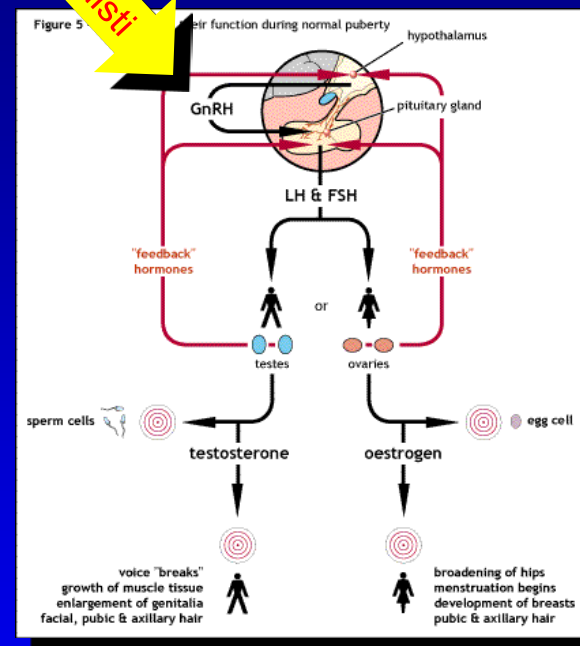 isti
Figure 5
eir function during normal puberty
hypothalamus
GnRH
pituitary gland
LH & FSH
"feedback"
hormones
"feedback"
hormones
or
testes
ovaries
sperm cells
egg cell
testosterone
oestrogen
voice "breaks"
growth of muscle tissue
enlargement of genitalia
facial, pubic & axillary hair
broadening of hips
menstruation begins
development of breasts
pubic & axillary hair